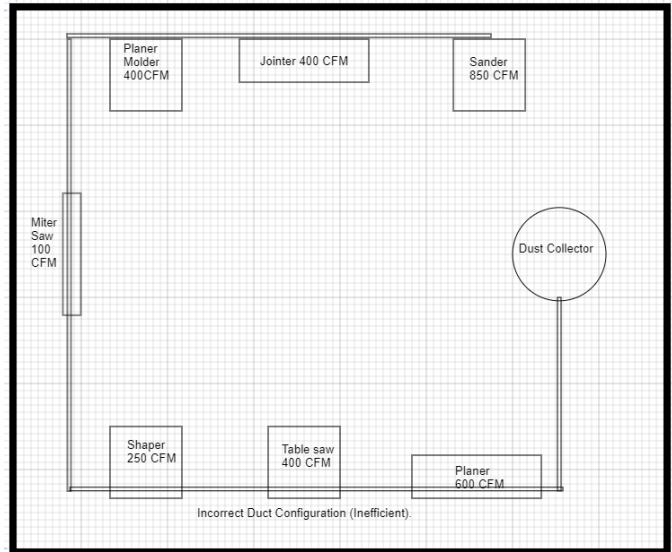 Planer
Molder
400CFM
Jointer 400 CFM
Sander
850 CFM
Miter
Saw
100
CFM
Dust Collector
Shaper
250 CFM
Table saw
400 CFM
Planer
600 CFM
Incorrect Duct Configuration (Inefficient).